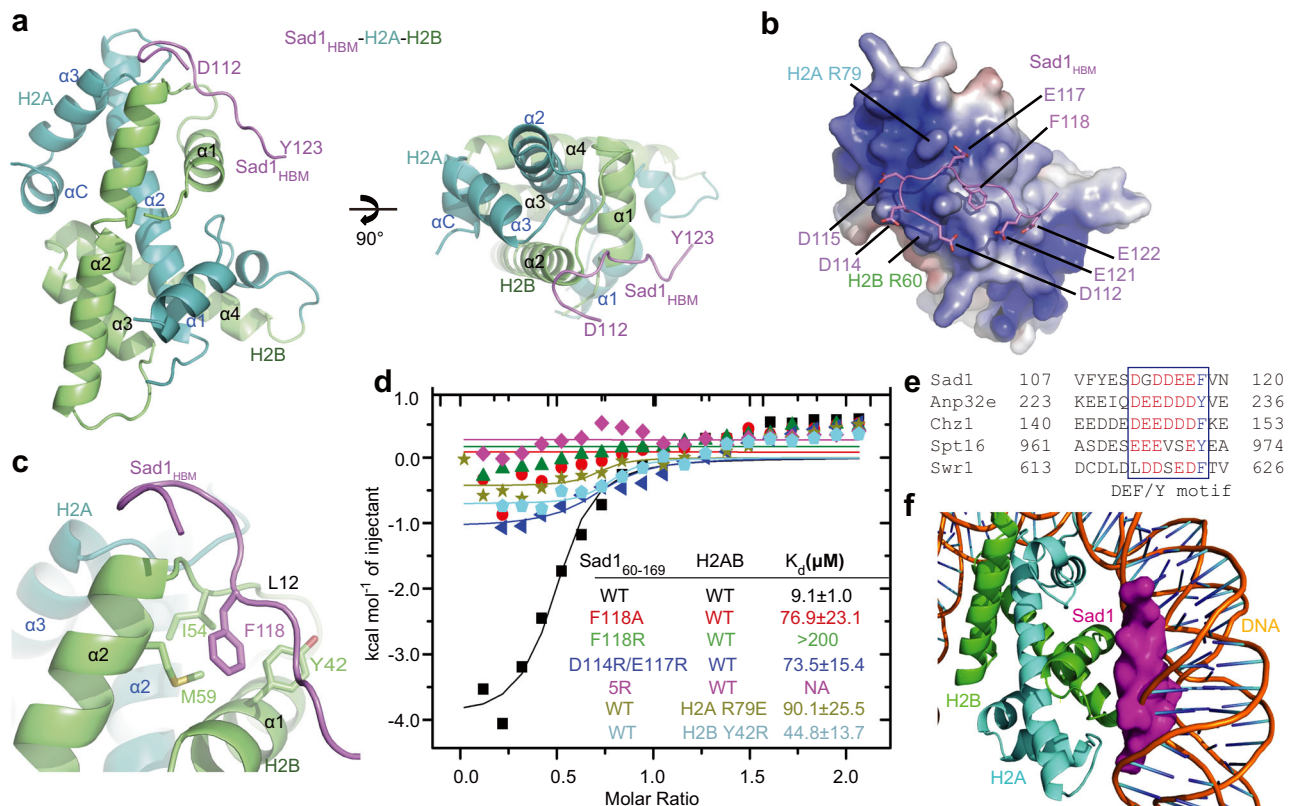 a
Sad1HBM-H2A-H2B
D112
α3
H2A
Y123
α1
Sad1HBM
αC
α2
α2
α3
α1
α4
H2B
90°
α2
H2A
α4
αC
α3
α3
α1
α2
H2B
Y123
Sad1HBM
α1
D112
b
Sad1HBM
H2A R79
E117
F118
D115
D114
H2B R60
E122
E121
D112
c
Sad1HBM
H2A
L12
α3
I54
F118
α2
Y42
α2
M59
α1
H2B
d
1.0
0.0
-1.0
-2.0
-3.0
-4.0
kcal mol-1 of injectant
Sad160-169 H2AB Kd(µM)
WT WT 9.1±1.0
F118A WT 76.9±23.1
F118R WT >200
D114R/E117R WT 73.5±15.4
5R WT NA
WT H2A R79E 90.1±25.5
WT H2B Y42R 44.8±13.7
0.0 0.5 1.0 1.5 2.0
Molar Ratio
e
Sad1 107 VFYESDGDDEEFVN 120
Anp32e 223 KEEIQDEEDDDYVE 236
Chz1 140 EEDDEDEEDDDFKE 153
Spt16 961 ASDESEEEVSEYEA 974
Swr1 613 DCDLDLDDSEDFTV 626
DEF/Y motif
f
Sad1
DNA
H2B
H2A